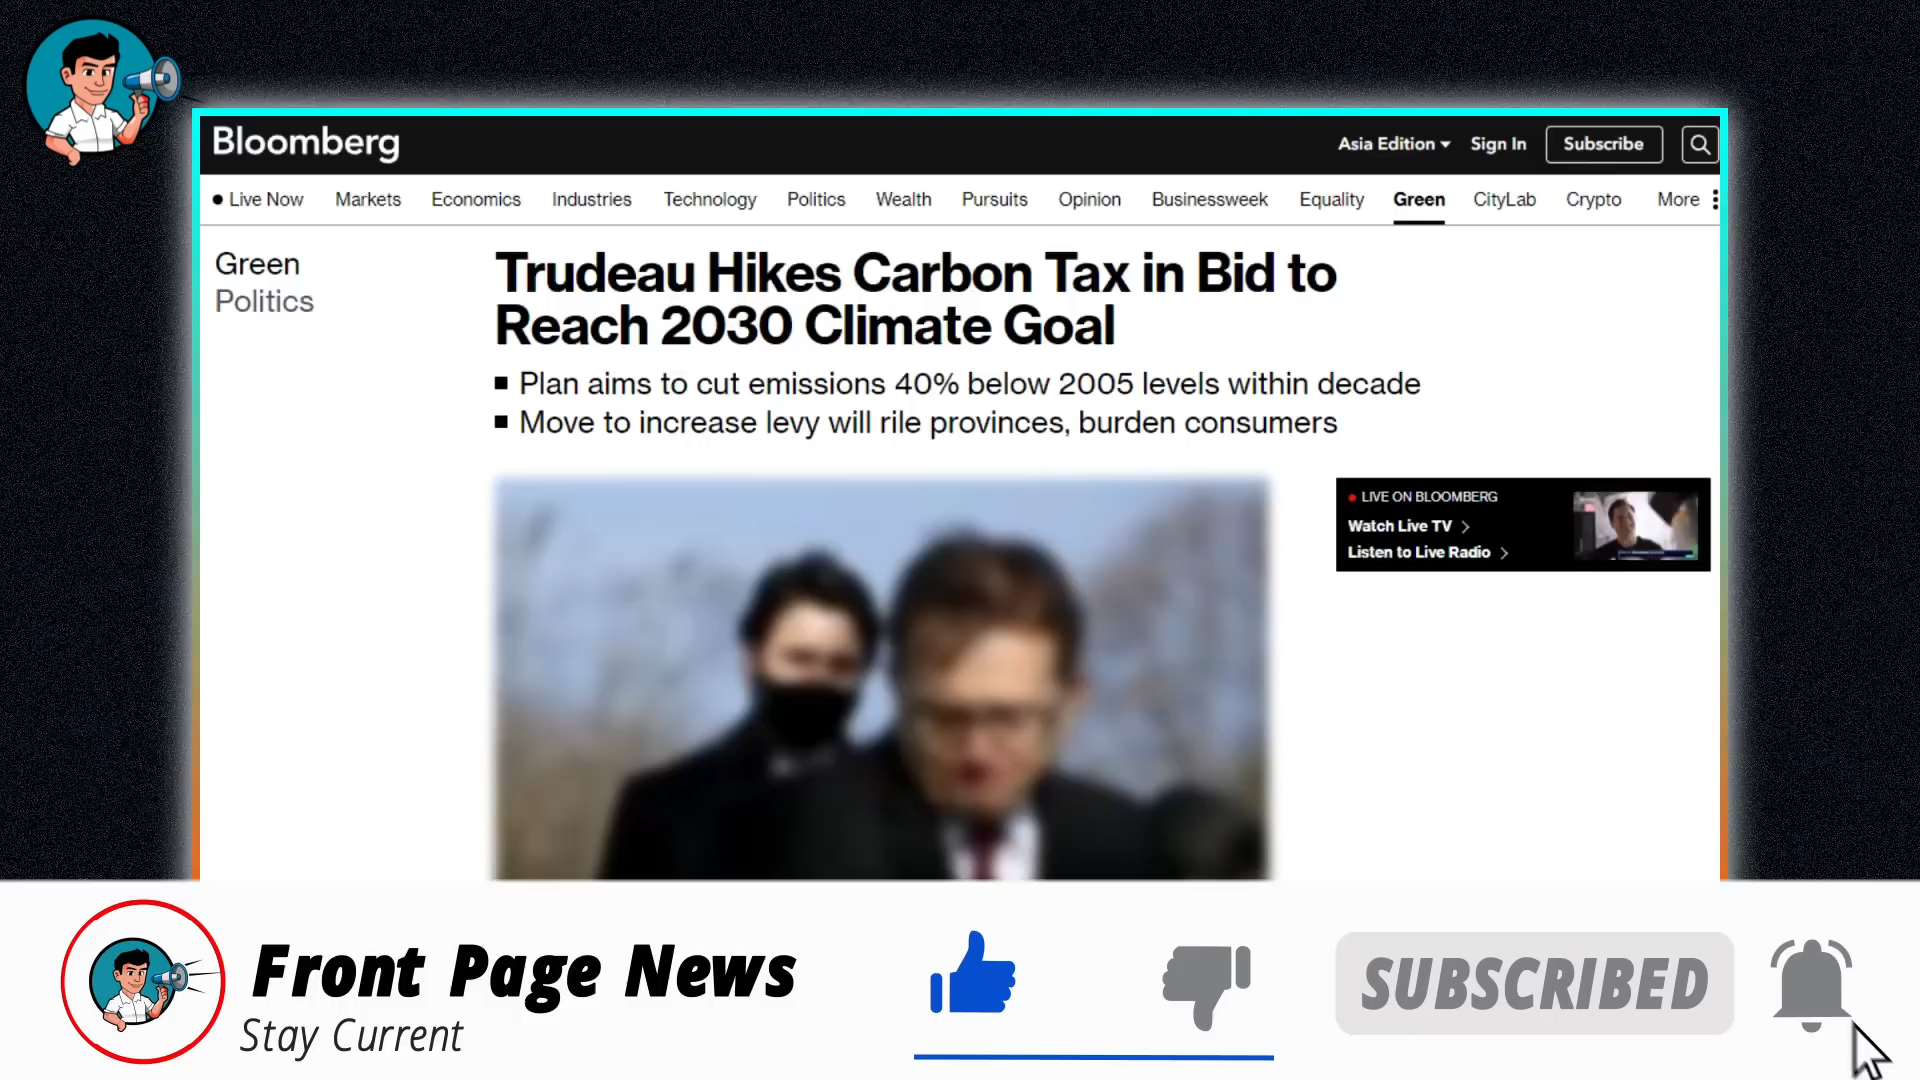 Bloomberg
Asia Edition Sign In Subscribe
Live Now Markets Economics Industries Technology Politics Wealth Pursuits Opinion Businessweek Equality Green CityLab Crypto More
Green
Politics
Trudeau Hikes Carbon Tax in Bid to
Reach 2030 Climate Goal
Plan aims to cut emissions 40% below 2005 levels within decade
Move to increase levy will rile provinces, burden consumers
LIVE ON BLOOMBERG
Watch Live TV
Listen to Live Radio
Front Page News
Stay Current
SUBSCRIBED